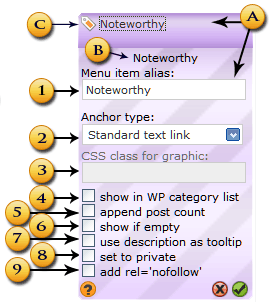 C Noteworthy A
B Noteworthy
Menu item alias:
1 Noteworthy
Anchor type:
2 Standard text link
CSS class for graphic:
3
4 show in WP category list
5 append post count
6 show if empty
7 use description as tooltip
8 set to private
9 add rel='nofollow'
?